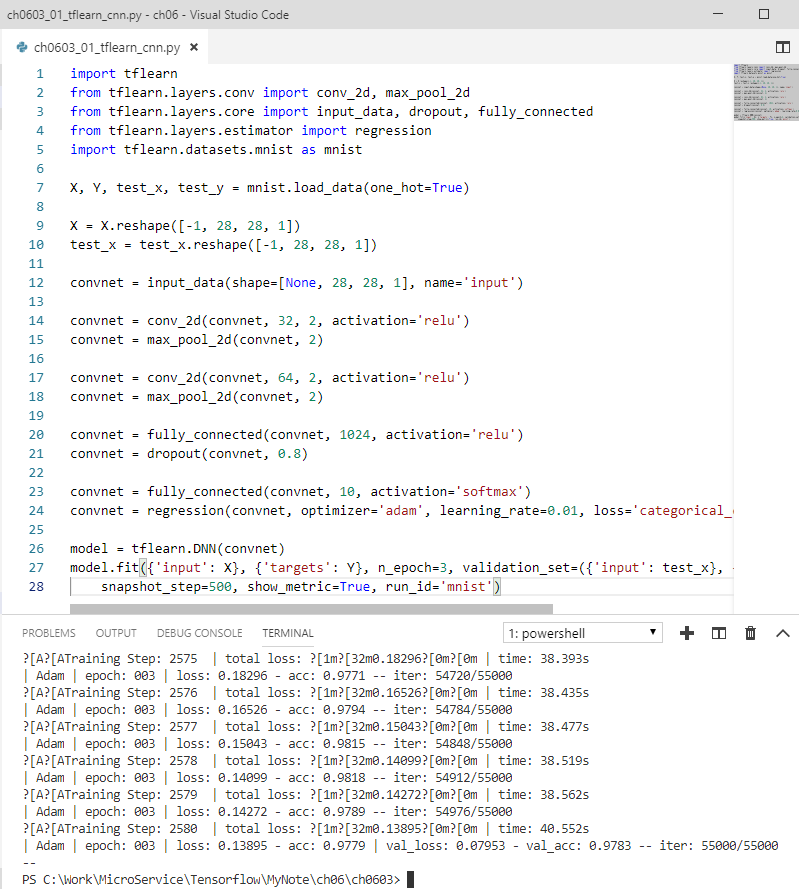 ch0603_01_tflearn_cnn.py - ch06 - Visual Studio Code
ch0603_01_tflearn_cnn.py ×
1 import tflearn
2 from tflearn.layers.conv import conv_2d, max_pool_2d
3 from tflearn.layers.core import input_data, dropout, fully_connected
4 from tflearn.layers.estimator import regression
5 import tflearn.datasets.mnist as mnist
6
7 X, Y, test_x, test_y = mnist.load_data(one_hot=True)
8
9 X = X.reshape([-1, 28, 28, 1])
10 test_x = test_x.reshape([-1, 28, 28, 1])
11
12 convnet = input_data(shape=[None, 28, 28, 1], name='input')
13
14 convnet = conv_2d(convnet, 32, 2, activation='relu')
15 convnet = max_pool_2d(convnet, 2)
16
17 convnet = conv_2d(convnet, 64, 2, activation='relu')
18 convnet = max_pool_2d(convnet, 2)
19
20 convnet = fully_connected(convnet, 1024, activation='relu')
21 convnet = dropout(convnet, 0.8)
22
23 convnet = fully_connected(convnet, 10, activation='softmax')
24 convnet = regression(convnet, optimizer='adam', learning_rate=0.01, loss='categorical_
25
26 model = tflearn.DNN(convnet)
27 model.fit({'input': X}, {'targets': Y}, n_epoch=3, validation_set=({'input': test_x},
28 snapshot_step=500, show_metric=True, run_id='mnist')
PROBLEMS OUTPUT DEBUG CONSOLE TERMINAL 1: powershell
?[A?[ATraining Step: 2575 | total loss: ?[1m?[32m0.18296?[0m?[0m | time: 38.393s
| Adam | epoch: 003 | loss: 0.18296 - acc: 0.9771 -- iter: 54720/55000
?[A?[ATraining Step: 2576 | total loss: ?[1m?[32m0.16526?[0m?[0m | time: 38.435s
| Adam | epoch: 003 | loss: 0.16526 - acc: 0.9794 -- iter: 54784/55000
?[A?[ATraining Step: 2577 | total loss: ?[1m?[32m0.15043?[0m?[0m | time: 38.477s
| Adam | epoch: 003 | loss: 0.15043 - acc: 0.9815 -- iter: 54848/55000
?[A?[ATraining Step: 2578 | total loss: ?[1m?[32m0.14099?[0m?[0m | time: 38.519s
| Adam | epoch: 003 | loss: 0.14099 - acc: 0.9818 -- iter: 54912/55000
?[A?[ATraining Step: 2579 | total loss: ?[1m?[32m0.14272?[0m?[0m | time: 38.562s
| Adam | epoch: 003 | loss: 0.14272 - acc: 0.9789 -- iter: 54976/55000
?[A?[ATraining Step: 2580 | total loss: ?[1m?[32m0.13895?[0m?[0m | time: 40.552s
| Adam | epoch: 003 | loss: 0.13895 - acc: 0.9779 | val_loss: 0.07953 - val_acc: 0.9783 -- iter: 55000/55000
--
PS C:\Work\MicroService\Tensorflow\MyNote\ch06\ch0603>